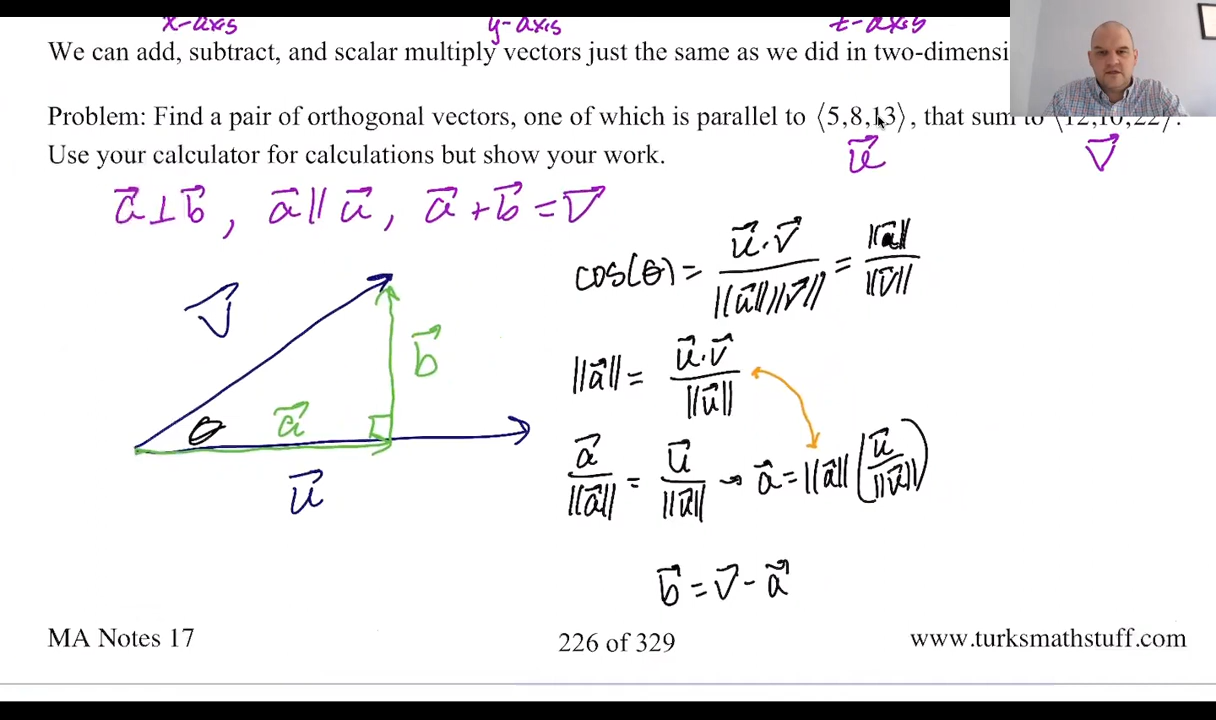 x-axis y-axis z-axis
We can add, subtract, and scalar multiply vectors just the same as we did in two-dimensi
Problem: Find a pair of orthogonal vectors, one of which is parallel to ⟨5,8,13⟩, that sum to ⟨12,10,22⟩.
Use your calculator for calculations but show your work.
u⃗ v⃗
a⃗ ⊥ b⃗, a⃗ ∥ u⃗, a⃗ + b⃗ = v⃗
cos(θ) = u⃗·v⃗ / ‖u⃗‖‖v⃗‖ = ‖a⃗‖ / ‖v⃗‖
v⃗
b⃗
‖a⃗‖ = u⃗·v⃗ / ‖u⃗‖
θ a⃗
u⃗
a⃗ / ‖a⃗‖ = u⃗ / ‖u⃗‖ → a⃗ = ‖a⃗‖ (u⃗ / ‖u⃗‖)
b⃗ = v⃗ - a⃗
MA Notes 17 226 of 329 www.turksmathstuff.com